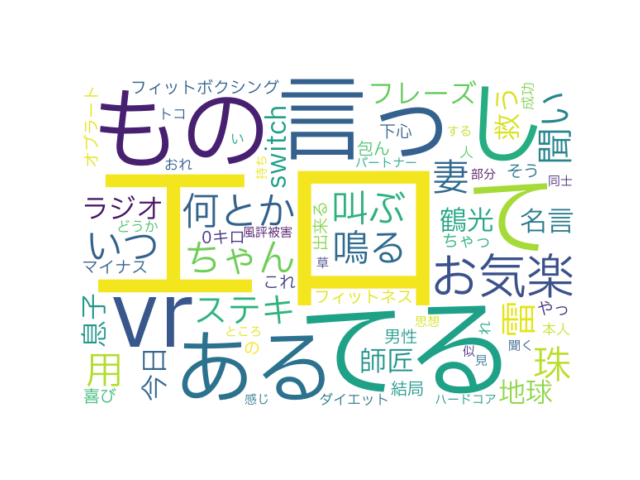 フィットボクシング
オブラート
トコ
い
おれ
もの
言っ
し
フレーズ
救う
成功
する
人
聞い
switch
持ち
下心
包ん
パートナー
妻
部分
そう
同士
ラジオ
どうか
何とか
0キロ
風評被害
エロ
叫ぶ
出来る
鳴る
草
鶴光
ちゃっ
名言
て
いつ
マイナス
ちゃん
これ
お気楽
フィットネス
息子
vr
ステキ
ところ
の
ある
てる
思想
れ
雷
やっ
本人
用
今日
喜び
感じ
男性
師匠
結局
似
見
聞く
珠
地球
ダイエット
ハードコア